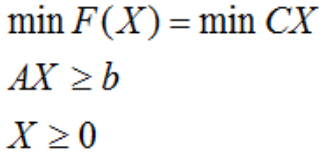 min F(X) = min CX
AX ≥ b
X ≥ 0